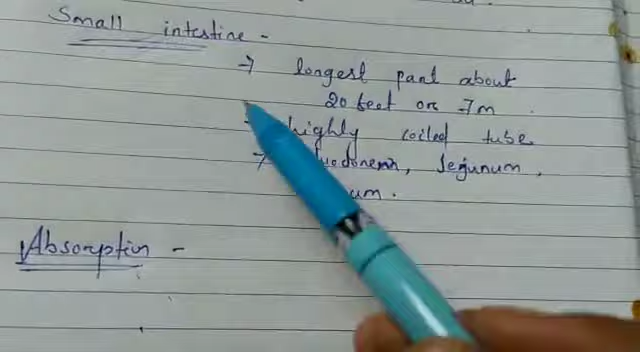 Small intestine -
→ longest part about
20 feet or 7m
highly coiled tube
→ Jejunum,
Absorption -